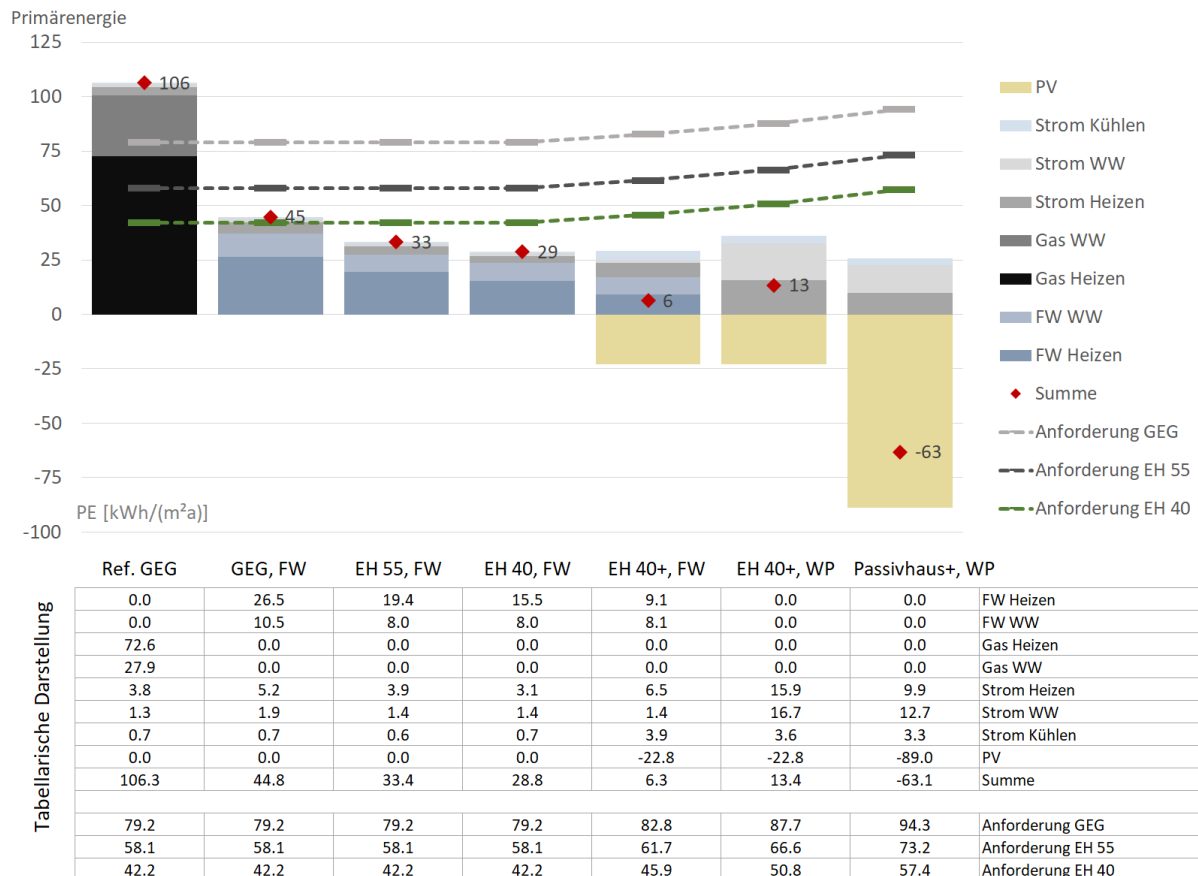 Primärenergie
125
100
75
50
25
0
-25
-50
-75
-100
PE [kWh/(m²a)]
106
45
33
29
6
13
-63
PV
Strom Kühlen
Strom WW
Strom Heizen
Gas WW
Gas Heizen
FW WW
FW Heizen
Summe
Anforderung GEG
Anforderung EH 55
Anforderung EH 40
Tabellarische Darstellung
Ref. GEG GEG, FW EH 55, FW EH 40, FW EH 40+, FW EH 40+, WP Passivhaus+, WP
0.0 26.5 19.4 15.5 9.1 0.0 0.0 FW Heizen
0.0 10.5 8.0 8.0 8.1 0.0 0.0 FW WW
72.6 0.0 0.0 0.0 0.0 0.0 0.0 Gas Heizen
27.9 0.0 0.0 0.0 0.0 0.0 0.0 Gas WW
3.8 5.2 3.9 3.1 6.5 15.9 9.9 Strom Heizen
1.3 1.9 1.4 1.4 1.4 16.7 12.7 Strom WW
0.7 0.7 0.6 0.7 3.9 3.6 3.3 Strom Kühlen
0.0 0.0 0.0 0.0 -22.8 -22.8 -89.0 PV
106.3 44.8 33.4 28.8 6.3 13.4 -63.1 Summe
79.2 79.2 79.2 79.2 82.8 87.7 94.3 Anforderung GEG
58.1 58.1 58.1 58.1 61.7 66.6 73.2 Anforderung EH 55
42.2 42.2 42.2 42.2 45.9 50.8 57.4 Anforderung EH 40